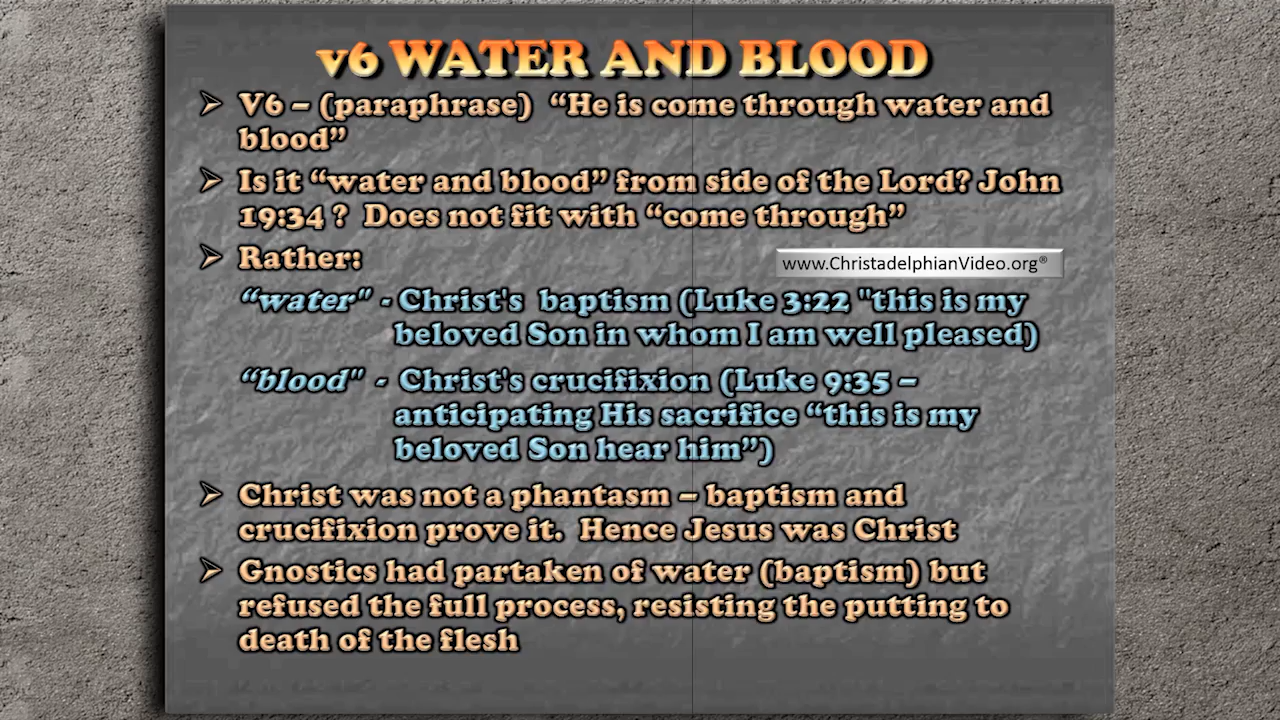 v6 WATER AND BLOOD
V6 – (paraphrase) “He is come through water and
blood”
Is it “water and blood” from side of the Lord? John
19:34 ? Does not fit with “come through”
Rather:
www.ChristadelphianVideo.org®
“water" - Christ's baptism (Luke 3:22 "this is my
beloved Son in whom I am well pleased)
“blood" - Christ's crucifixion (Luke 9:35 –
anticipating His sacrifice “this is my
beloved Son hear him”)
Christ was not a phantasm – baptism and
crucifixion prove it. Hence Jesus was Christ
Gnostics had partaken of water (baptism) but
refused the full process, resisting the putting to
death of the flesh